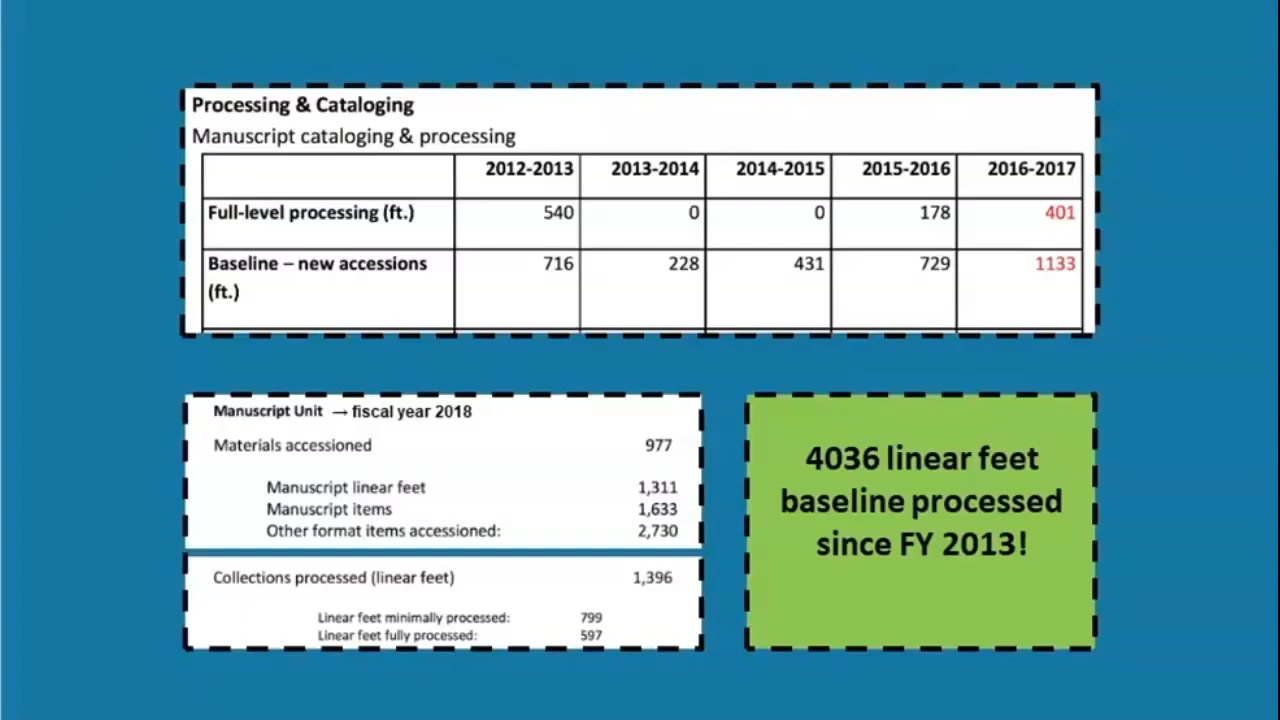 Processing & Cataloging
Manuscript cataloging & processing
2012-2013 2013-2014 2014-2015 2015-2016 2016-2017
Full-level processing (ft.) 540 0 0 178 401
Baseline – new accessions 716 228 431 729 1133
(ft.)
Manuscript Unit → fiscal year 2018
Materials accessioned 977
Manuscript linear feet 1,311
Manuscript items 1,633
Other format items accessioned: 2,730
Collections processed (linear feet) 1,396
Linear feet minimally processed: 799
Linear feet fully processed: 597
4036 linear feet
baseline processed
since FY 2013!